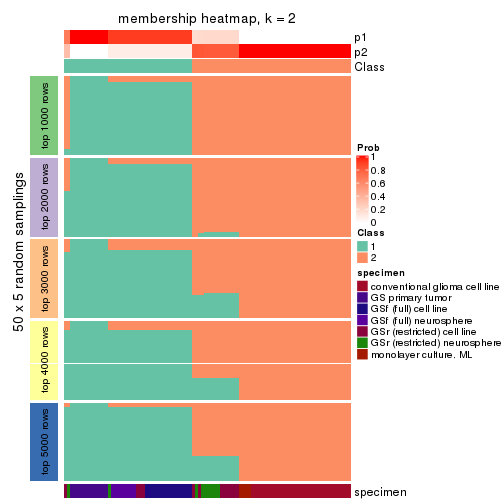 membership heatmap, k = 2
p1
p2
Class
50 x 5 random samplings
top 1000 rows
top 2000 rows
top 3000 rows
top 4000 rows
top 5000 rows
Prob
1
0.8
0.6
0.4
0.2
0
Class
1
2
specimen
conventional glioma cell line
GS primary tumor
GSf (full) cell line
GSf (full) neurosphere
GSr (restricted) cell line
GSr (restricted) neurosphere
monolayer culture. ML
specimen